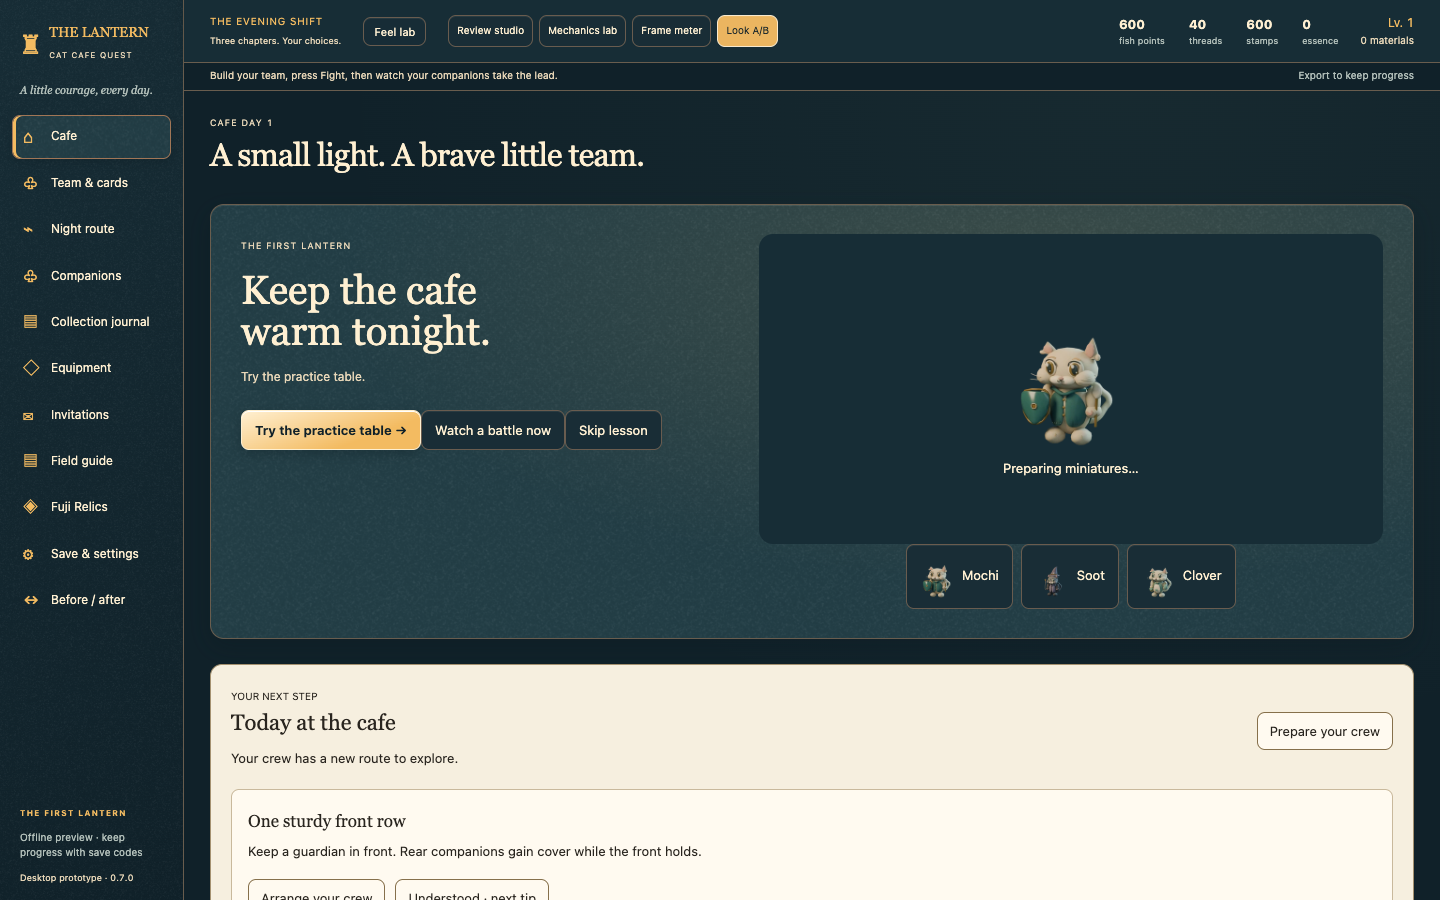 THE LANTERN
CAT CAFE QUEST
A little courage, every day.
Cafe
Team & cards
Night route
Companions
Collection journal
Equipment
Invitations
Field guide
Fuji Relics
Save & settings
Before / after
THE FIRST LANTERN
Offline preview · keep
progress with save codes
Desktop prototype · 0.7.0
THE EVENING SHIFT
Three chapters. Your choices.
Feel lab
Review studio
Mechanics lab
Frame meter
Look A/B
600
fish points
40
threads
600
stamps
0
essence
Lv. 1
0 materials
Build your team, press Fight, then watch your companions take the lead.
Export to keep progress
CAFE DAY 1
A small light. A brave little team.
THE FIRST LANTERN
Keep the cafe
warm tonight.
Try the practice table.
Try the practice table →
Watch a battle now
Skip lesson
Preparing miniatures…
Mochi
Soot
Clover
YOUR NEXT STEP
Today at the cafe
Your crew has a new route to explore.
Prepare your crew
One sturdy front row
Keep a guardian in front. Rear companions gain cover while the front holds.
Arrange your crew
Understood · next tip